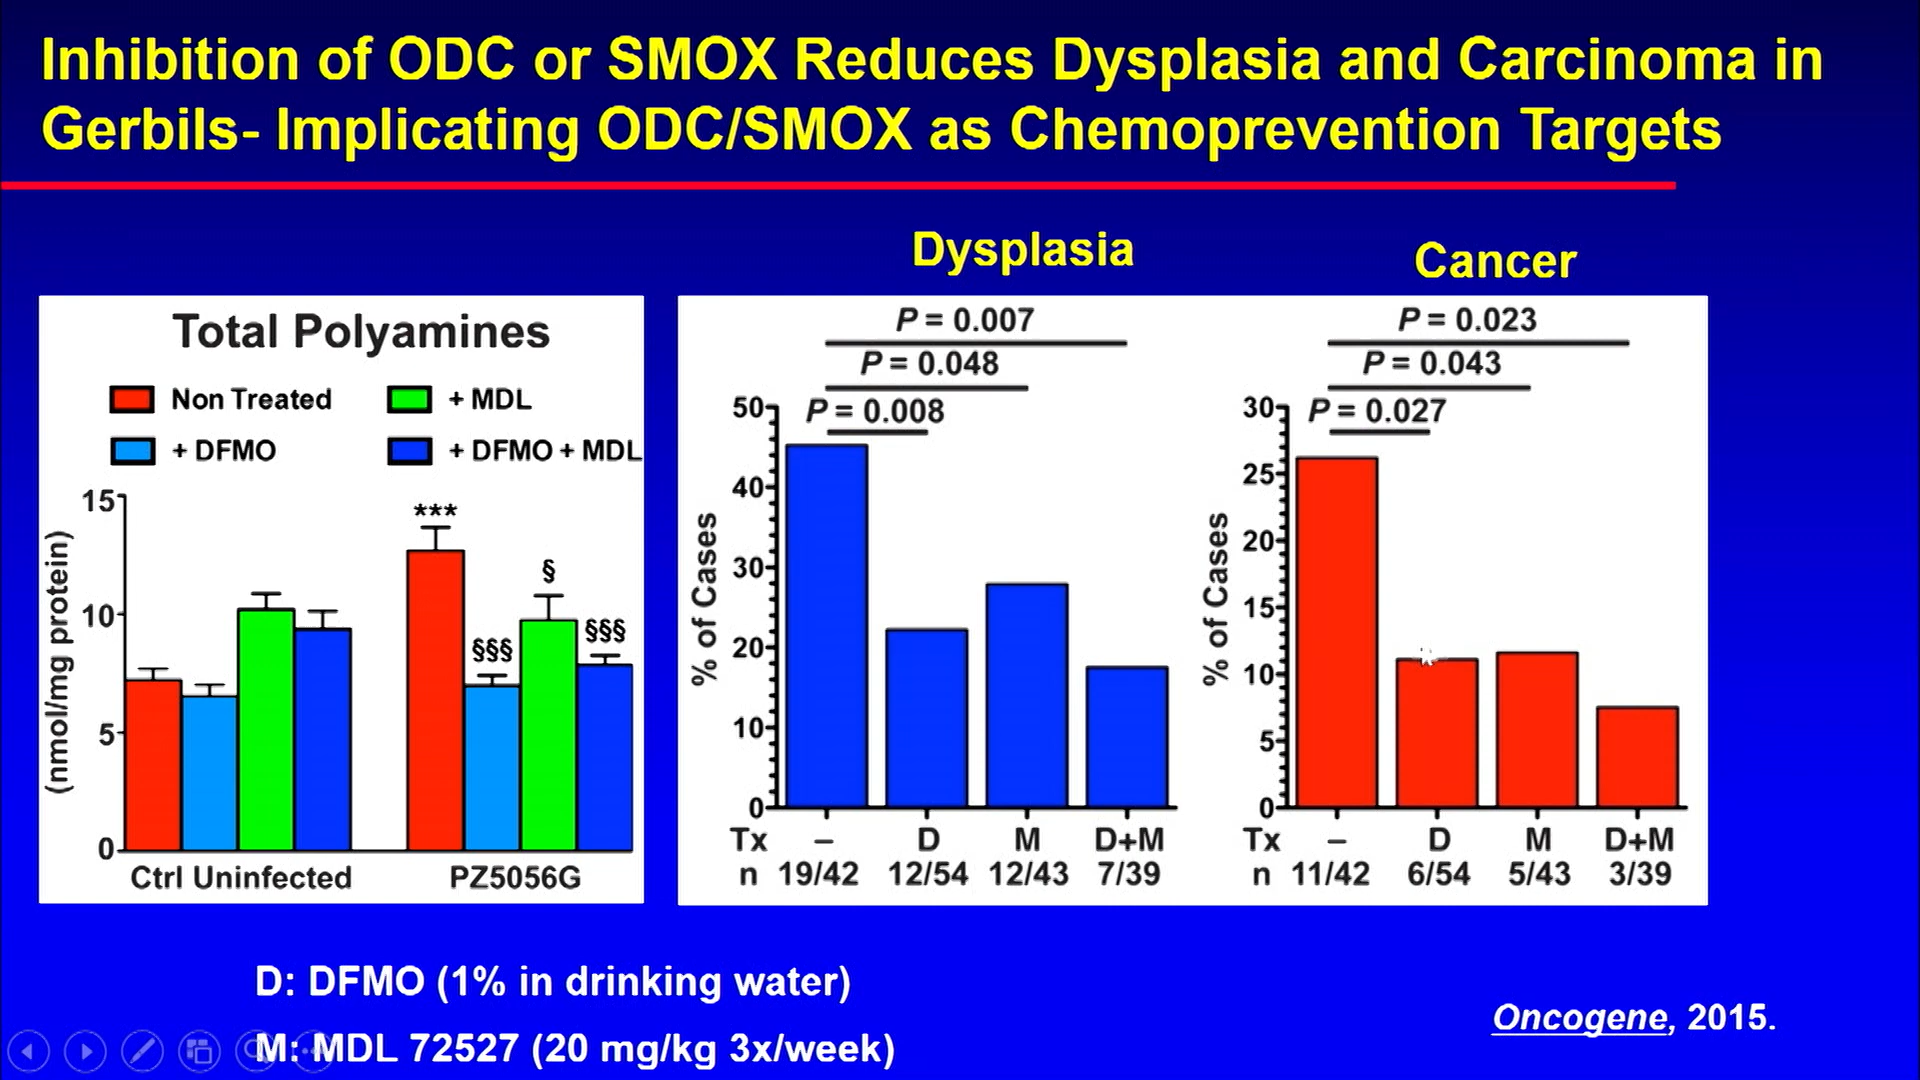 Inhibition of ODC or SMOX Reduces Dysplasia and Carcinoma in
Gerbils- Implicating ODC/SMOX as Chemoprevention Targets
Total Polyamines
Non Treated
+ MDL
+ DFMO
+ DFMO + MDL
(nmol/mg protein)
15
10
5
0
***
§§§
§
§§§
Ctrl Uninfected
PZ5056G
Dysplasia
P = 0.007
P = 0.048
P = 0.008
% of Cases
50
40
30
20
10
0
Tx – D M D+M
n 19/42 12/54 12/43 7/39
Cancer
P = 0.023
P = 0.043
P = 0.027
% of Cases
30
25
20
15
10
5
0
Tx – D M D+M
n 11/42 6/54 5/43 3/39
D: DFMO (1% in drinking water)
M: MDL 72527 (20 mg/kg 3x/week)
Oncogene, 2015.